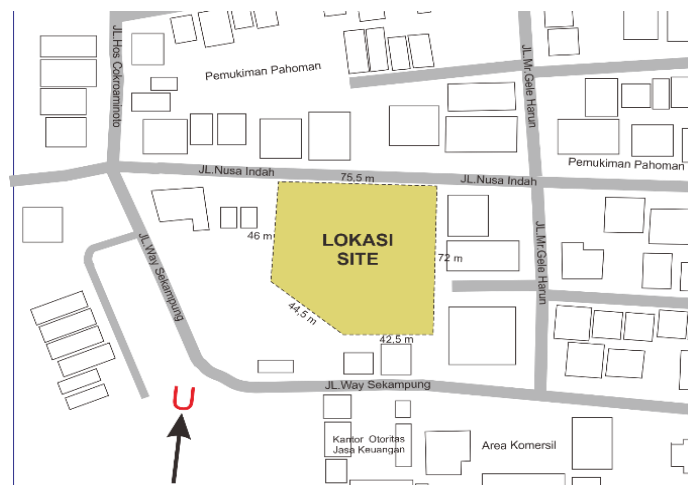 JL.Hos Cokroaminoto
Pemukiman Pahoman
JL.Mr.Gele Harun
JL.Nusa Indah
75,5 m
JL.Nusa Indah
Pemukiman Pahoman
JL.Way Sekampung
46 m
LOKASI
SITE
72 m
JL.Mr.Gele Harun
44,5 m
42,5 m
JL.Way Sekampung
U
Kantor Otoritas
Jasa Keuangan
Area Komersil